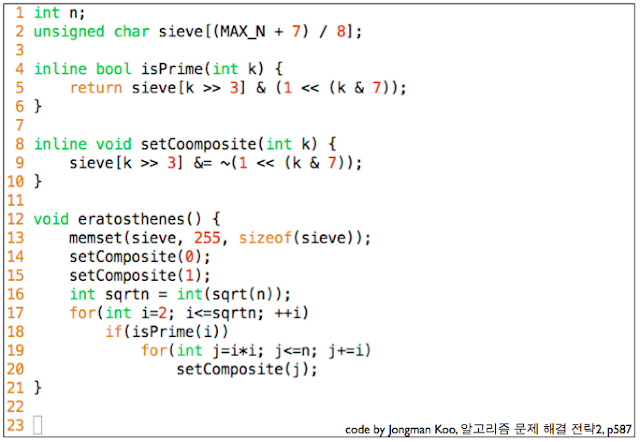 1 int n;
2 unsigned char sieve[(MAX_N + 7) / 8];
3
4 inline bool isPrime(int k) {
5     return sieve[k >> 3] & (1 << (k & 7));
6 }
7
8 inline void setCoomposite(int k) {
9     sieve[k >> 3] &= ~(1 << (k & 7));
10 }
11
12 void eratosthenes() {
13     memset(sieve, 255, sizeof(sieve));
14     setComposite(0);
15     setComposite(1);
16     int sqrtn = int(sqrt(n));
17     for(int i=2; i<=sqrtn; ++i)
18         if(isPrime(i))
19             for(int j=i*i; j<=n; j+=i)
20                 setComposite(j);
21 }
22
23
code by Jongman Koo, 알고리즘 문제 해결 전략2, p587